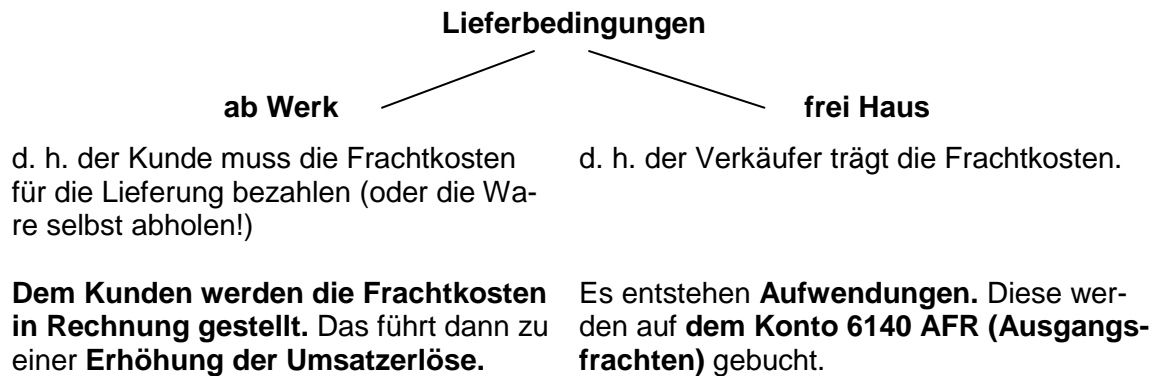 Lieferbedingungen
ab Werk
frei Haus
d. h. der Kunde muss die Frachtkosten
für die Lieferung bezahlen (oder die Wa-
re selbst abholen!)
d. h. der Verkäufer trägt die Frachtkosten.
Dem Kunden werden die Frachtkosten
in Rechnung gestellt. Das führt dann zu
einer Erhöhung der Umsatzerlöse.
Es entstehen Aufwendungen. Diese wer-
den auf dem Konto 6140 AFR (Ausgangs-
frachten) gebucht.